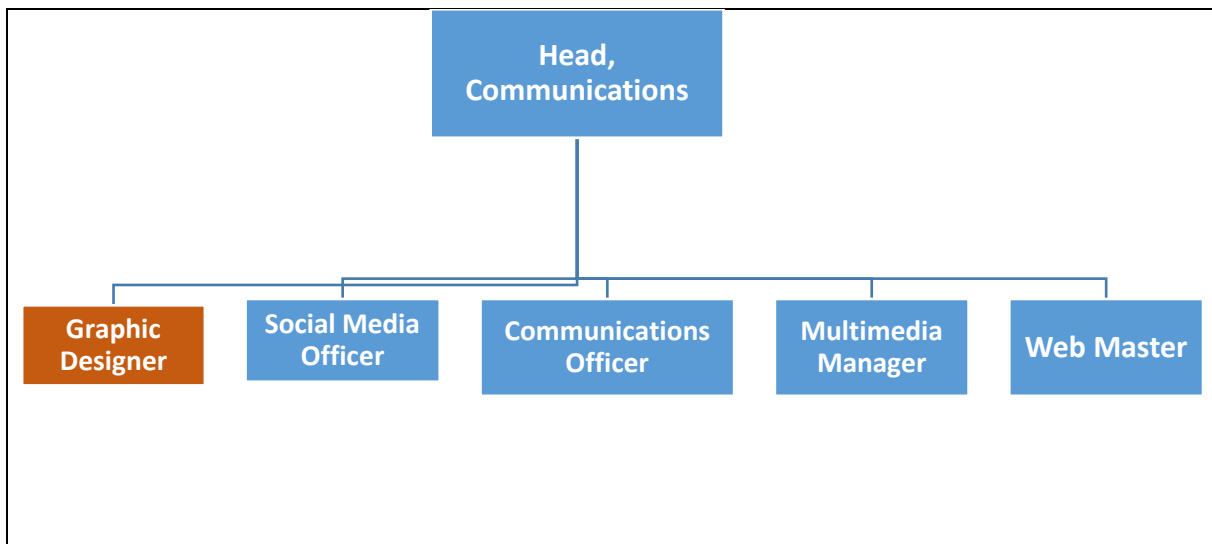 Head,
Communications
Graphic
Designer
Social Media
Officer
Communications
Officer
Multimedia
Manager
Web Master